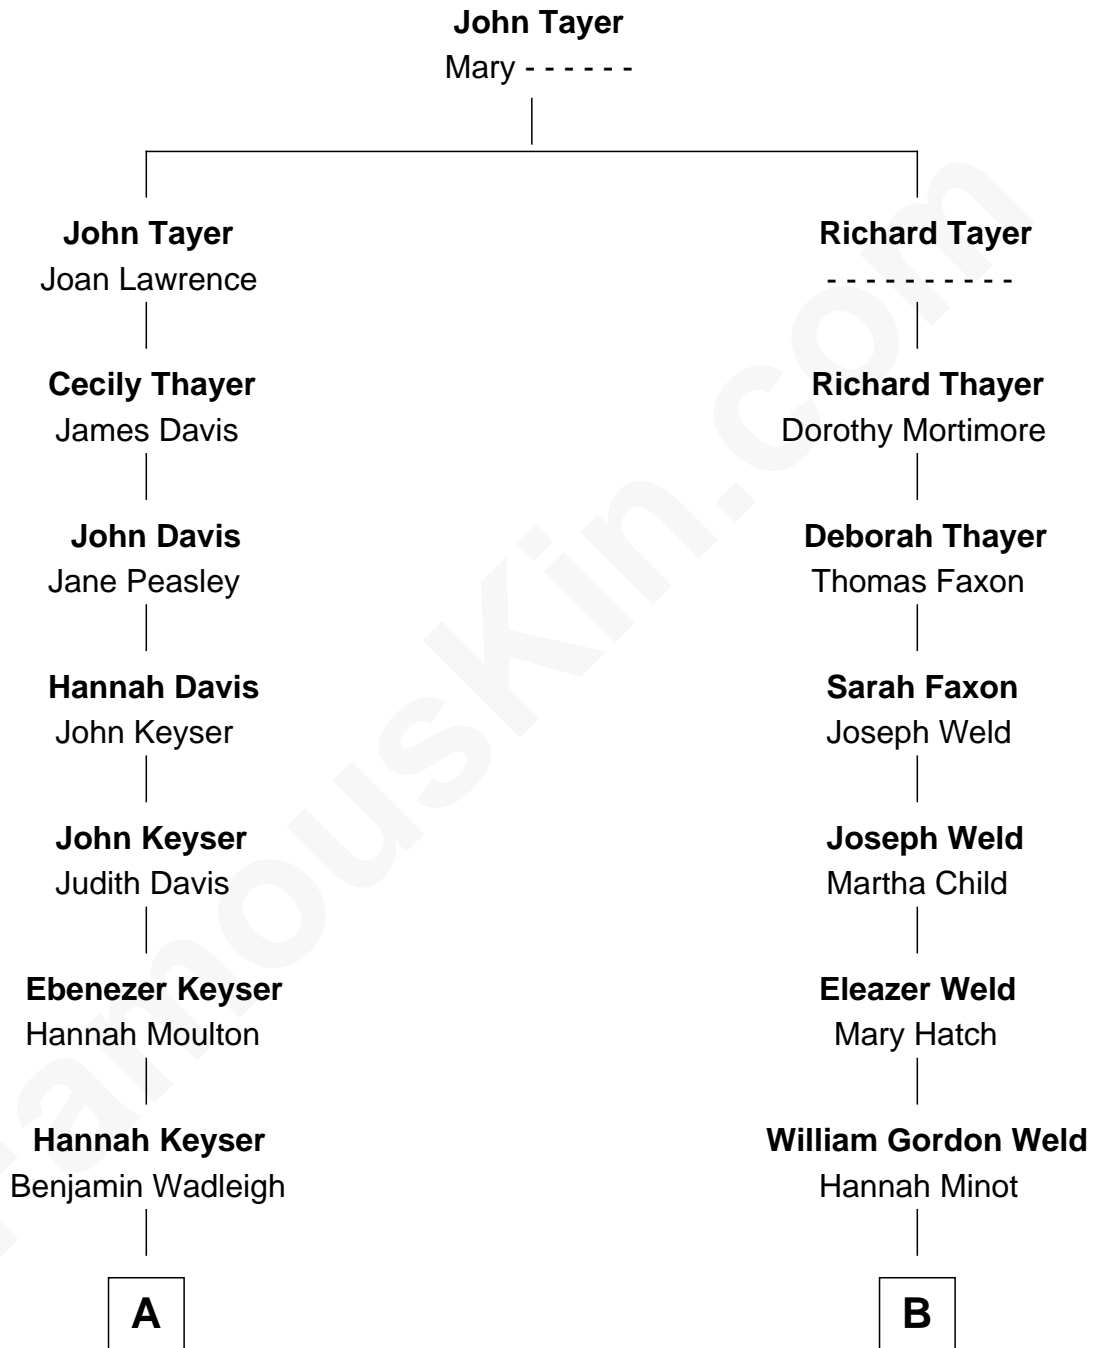 John Tayer
Mary - - - - - -
John Tayer
Joan Lawrence
Richard Tayer
- - - - - - - - - -
Cecily Thayer
James Davis
Richard Thayer
Dorothy Mortimore
John Davis
Jane Peasley
Deborah Thayer
Thomas Faxon
Hannah Davis
John Keyser
Sarah Faxon
Joseph Weld
John Keyser
Judith Davis
Joseph Weld
Martha Child
Ebenezer Keyser
Hannah Moulton
Eleazer Weld
Mary Hatch
Hannah Keyser
Benjamin Wadleigh
William Gordon Weld
Hannah Minot
A
B
FamousKin.com